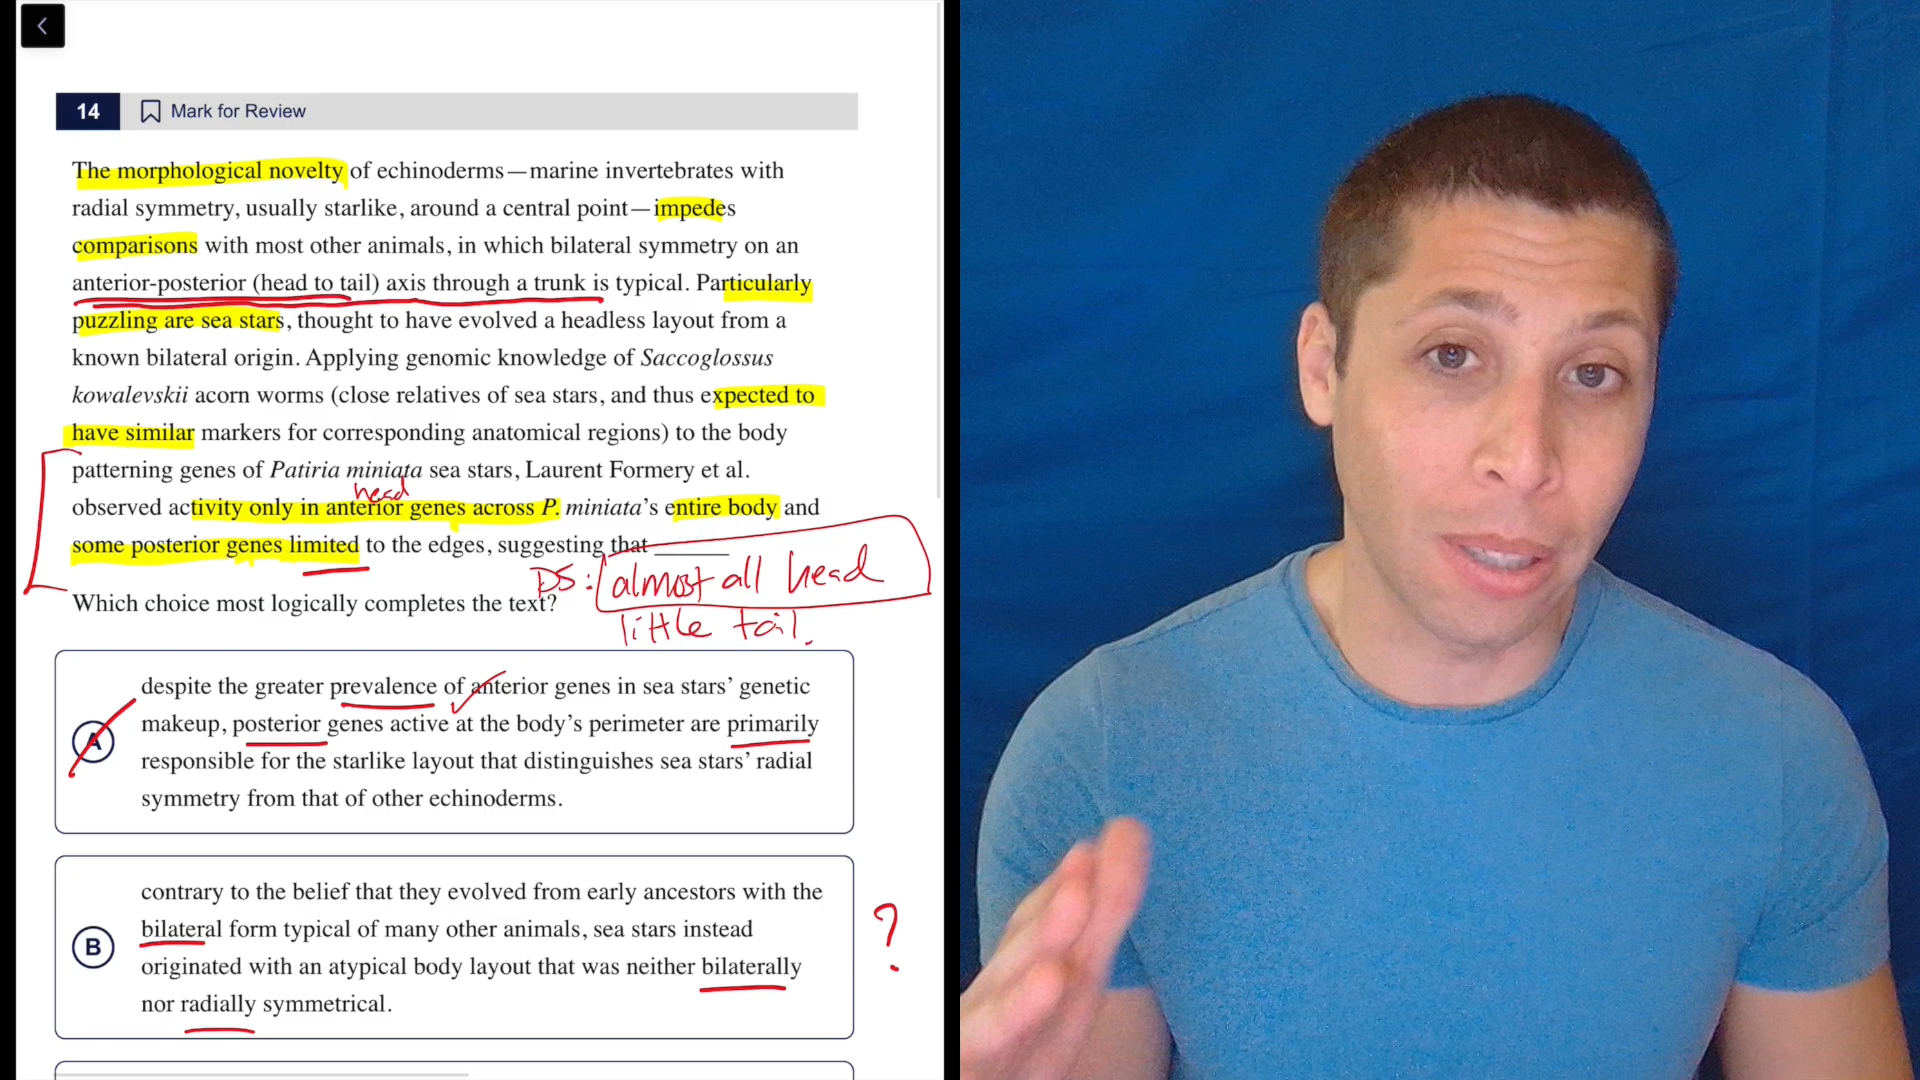 14 Mark for Review
The morphological novelty of echinoderms—marine invertebrates with
radial symmetry, usually starlike, around a central point—impedes
comparisons with most other animals, in which bilateral symmetry on an
anterior-posterior (head to tail) axis through a trunk is typical. Particularly
puzzling are sea stars, thought to have evolved a headless layout from a
known bilateral origin. Applying genomic knowledge of Saccoglossus
kowalevskii acorn worms (close relatives of sea stars, and thus expected to
have similar markers for corresponding anatomical regions) to the body
patterning genes of Patiria miniata sea stars, Laurent Formery et al.
head
observed activity only in anterior genes across P. miniata’s entire body and
some posterior genes limited to the edges, suggesting that ______
DS: almost all head
Which choice most logically completes the text?
little tail.
A
despite the greater prevalence of anterior genes in sea stars’ genetic
makeup, posterior genes active at the body’s perimeter are primarily
responsible for the starlike layout that distinguishes sea stars’ radial
symmetry from that of other echinoderms.
B
contrary to the belief that they evolved from early ancestors with the
bilateral form typical of many other animals, sea stars instead
originated with an atypical body layout that was neither bilaterally
nor radially symmetrical.
?